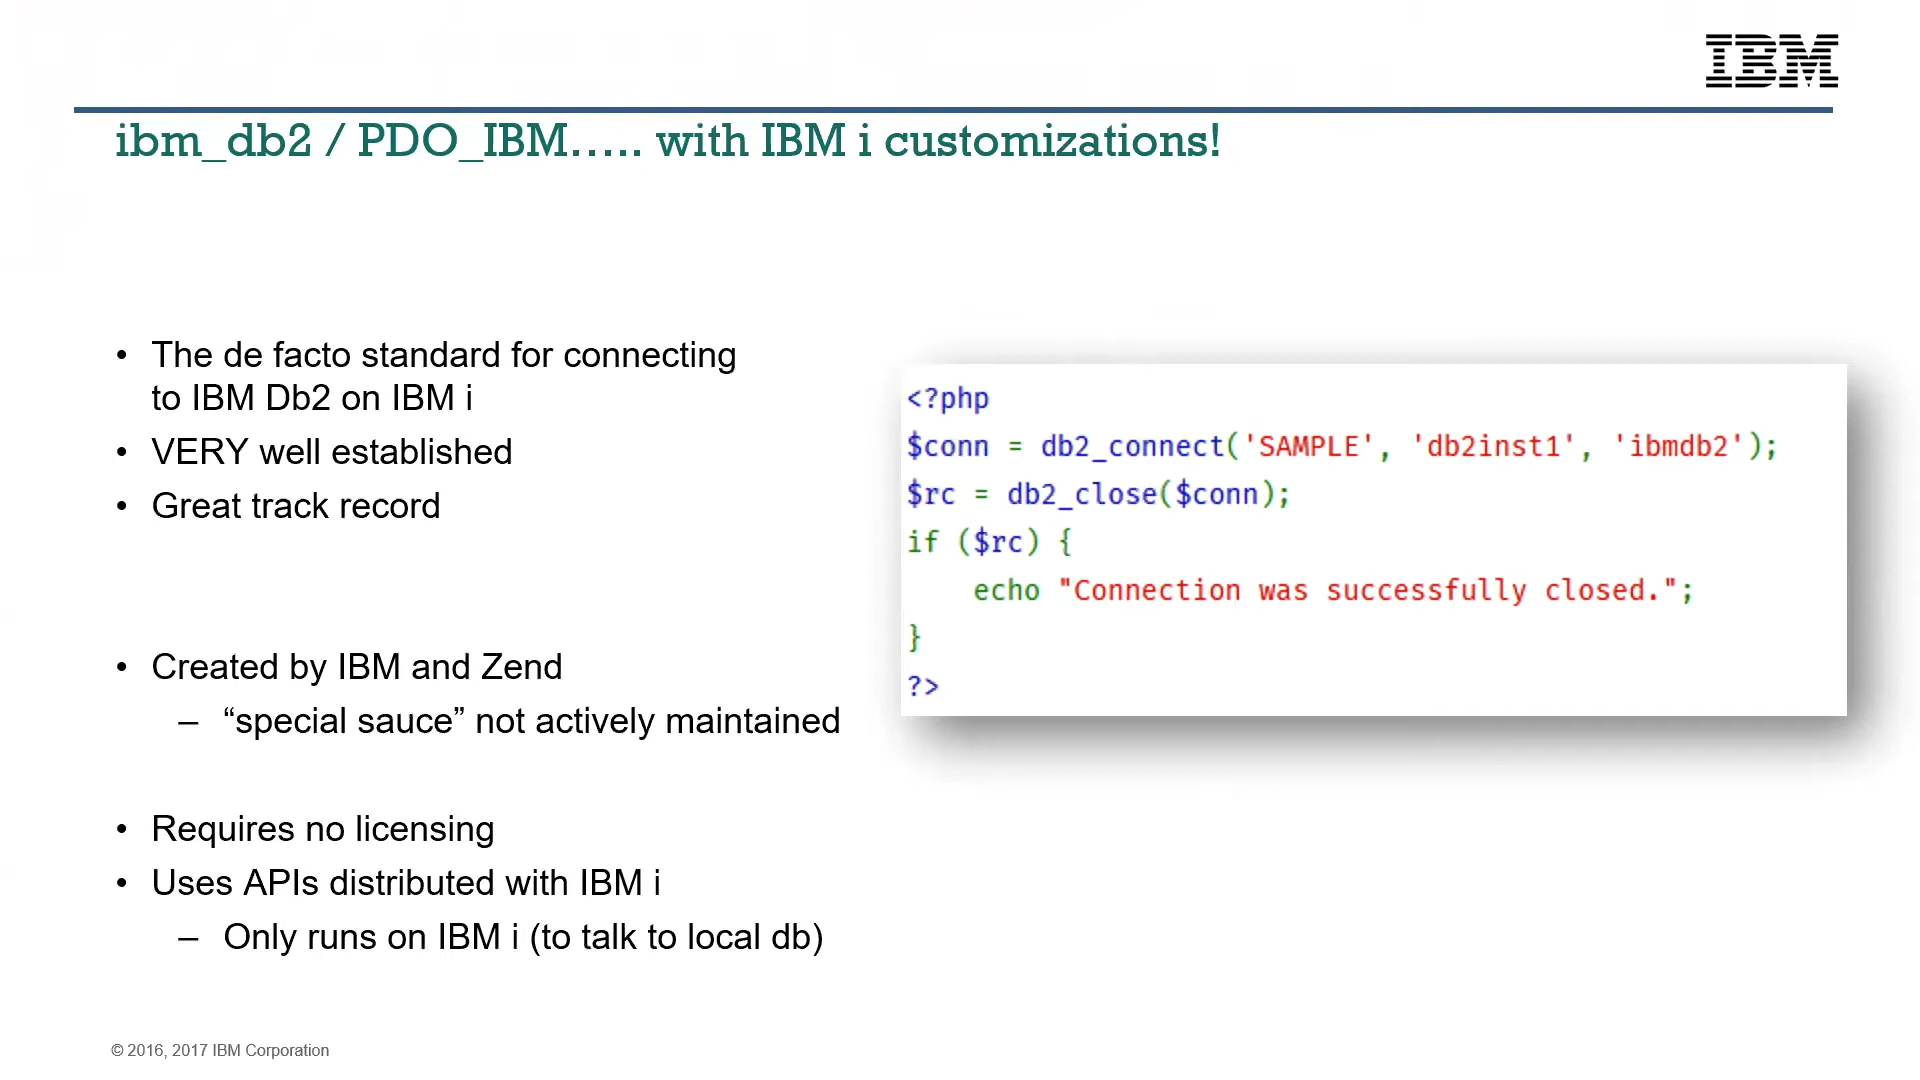 IBM
ibm_db2 / PDO_IBM..... with IBM i customizations!
• The de facto standard for connecting
to IBM Db2 on IBM i
• VERY well established
• Great track record
• Created by IBM and Zend
– “special sauce” not actively maintained
• Requires no licensing
• Uses APIs distributed with IBM i
– Only runs on IBM i (to talk to local db)
<?php
$conn = db2_connect('SAMPLE', 'db2inst1', 'ibmdb2');
$rc = db2_close($conn);
if ($rc) {
    echo "Connection was successfully closed.";
}
?>
© 2016, 2017 IBM Corporation